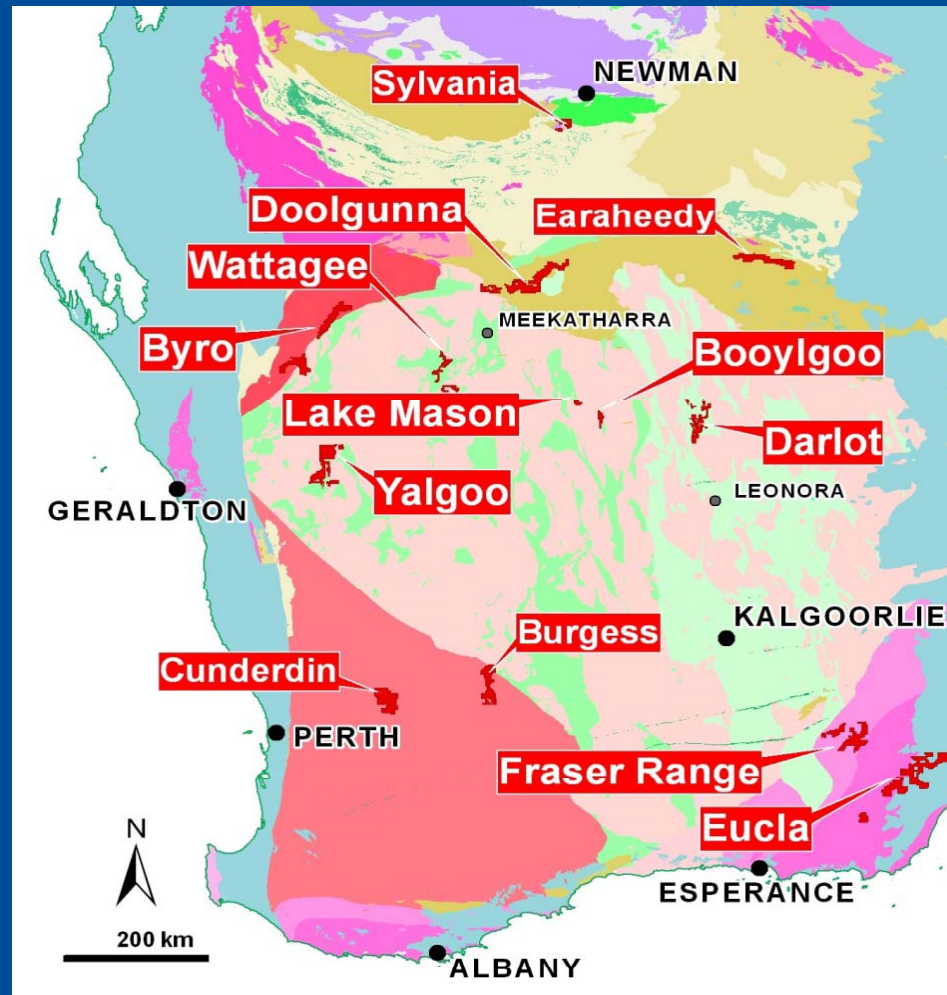 NEWMAN
Sylvania
Doolgunna
Earaheedy
Wattagee
MEEKATHARRA
Byro
Booylgoo
Lake Mason
Darlot
Yalgoo
LEONORA
GERALDTON
KALGOORLIE
Burgess
Cunderdin
PERTH
Fraser Range
Eucla
N
ESPERANCE
200 km
ALBANY